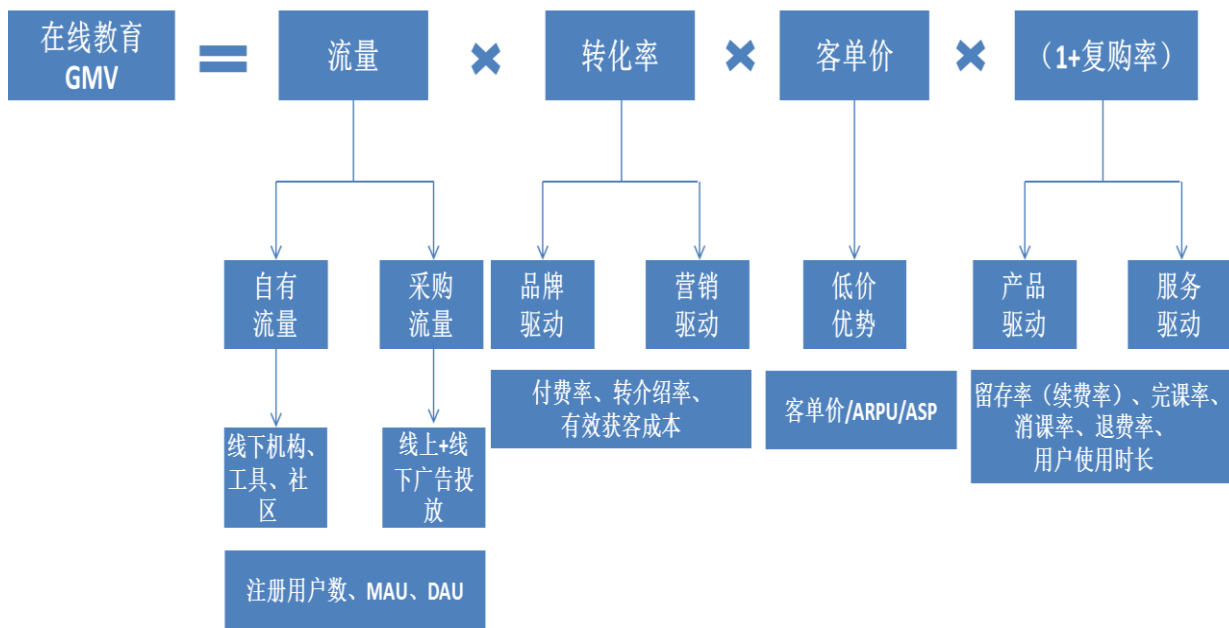 在线教育
GMV
=
流量
×
转化率
×
客单价
×
（1+复购率）
自有
流量
采购
流量
品牌
驱动
营销
驱动
低价
优势
产品
驱动
服务
驱动
付费率、转介绍率、
有效获客成本
客单价/ARPU/ASP
留存率（续费率）、完课率、
消课率、退费率、
用户使用时长
线下机构、
工具、社
区
线上+线
下广告投
放
注册用户数、MAU、DAU